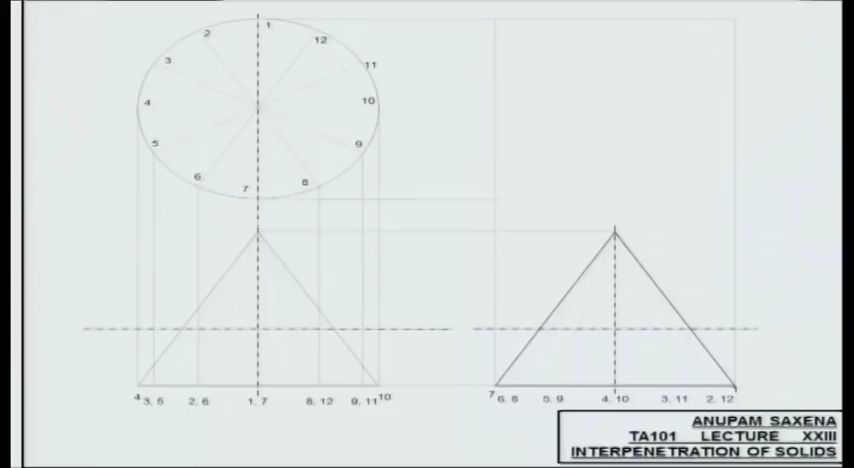 1
2
12
3
11
4
10
5
9
6
8
7
4 3, 5 2, 6 1, 7 8, 12 9, 11 10
7 6, 8 5, 9 4, 10 3, 11 2, 12
ANUPAM SAXENA
TA101 LECTURE XXIII
INTERPENETRATION OF SOLIDS